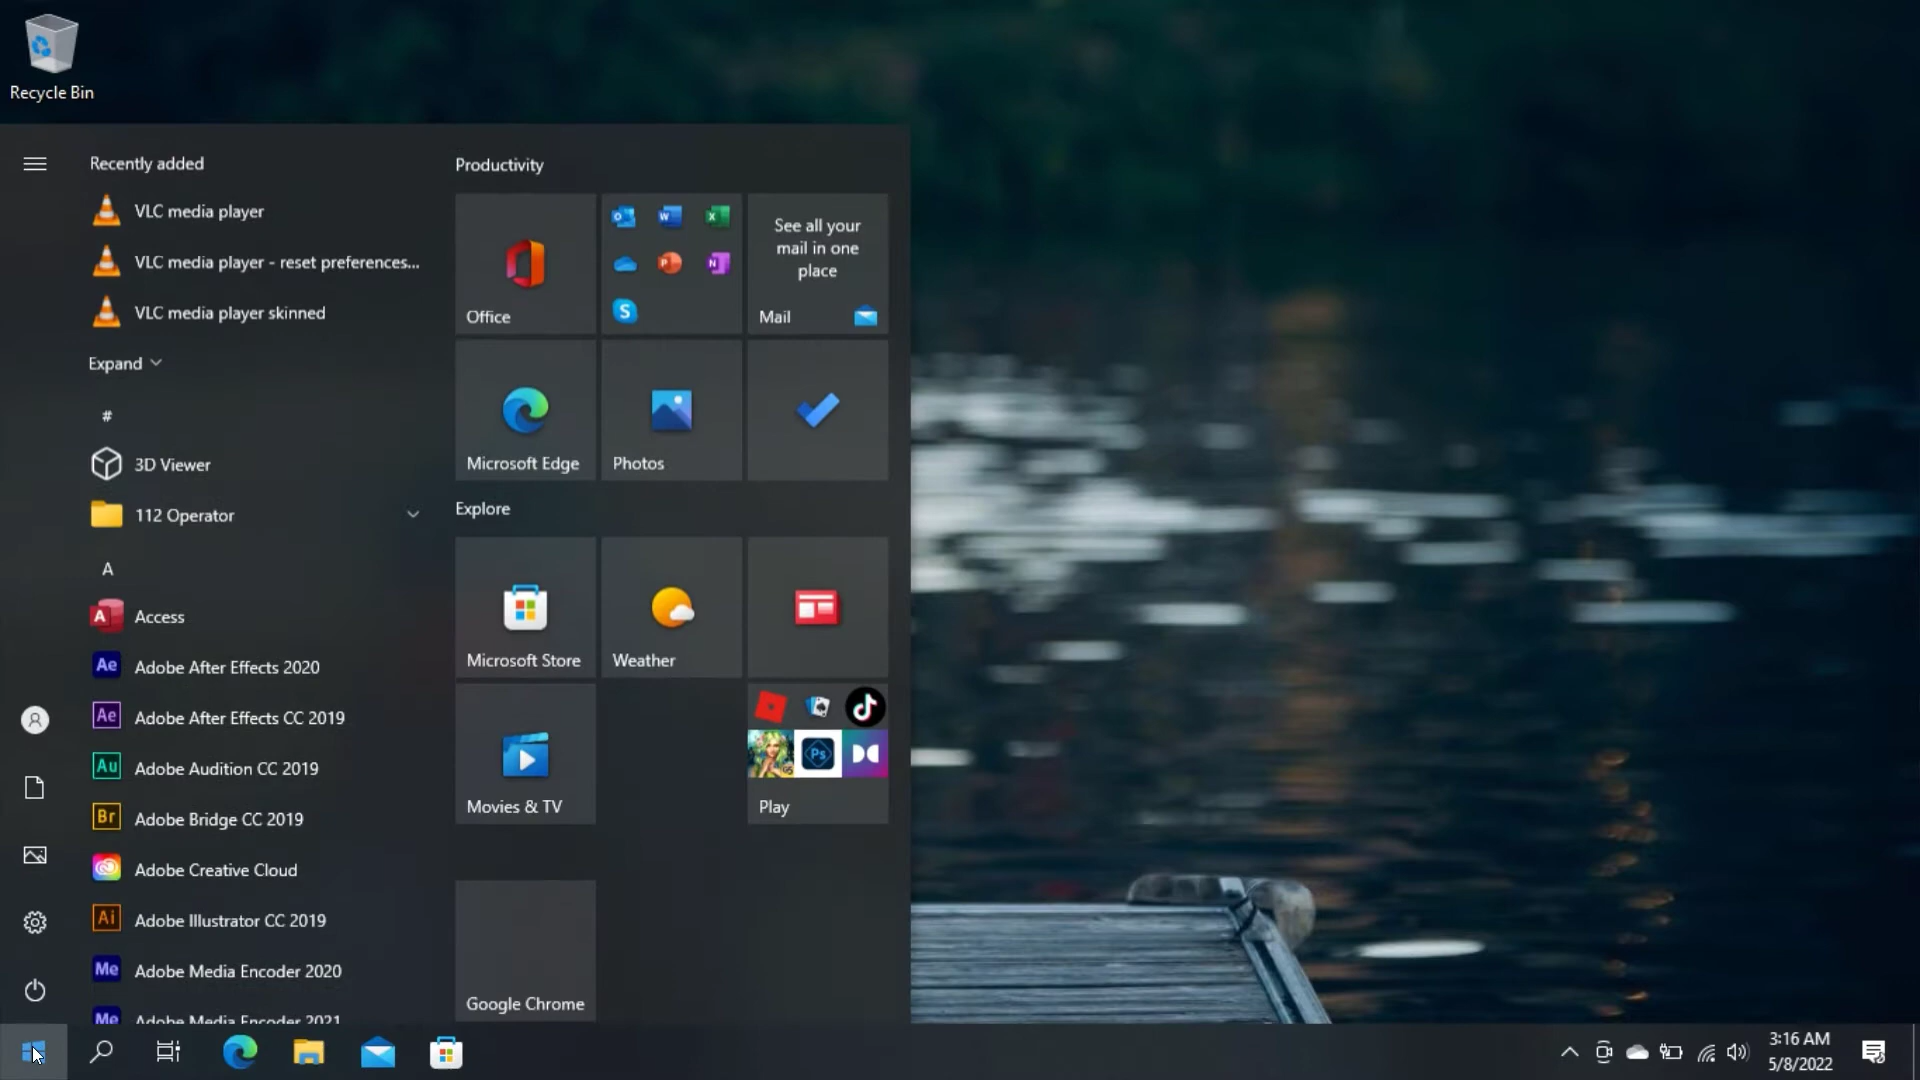 Recycle Bin
Recently added
VLC media player
VLC media player - reset preferences...
VLC media player skinned
Expand
#
3D Viewer
112 Operator
A
Access
Adobe After Effects 2020
Adobe After Effects CC 2019
Adobe Audition CC 2019
Adobe Bridge CC 2019
Adobe Creative Cloud
Adobe Illustrator CC 2019
Adobe Media Encoder 2020
Adobe Media Encoder 2021
Productivity
Office
See all your
mail in one
place
Mail
Microsoft Edge
Photos
Explore
Microsoft Store
Weather
Movies & TV
Play
Google Chrome
3:16 AM
5/8/2022